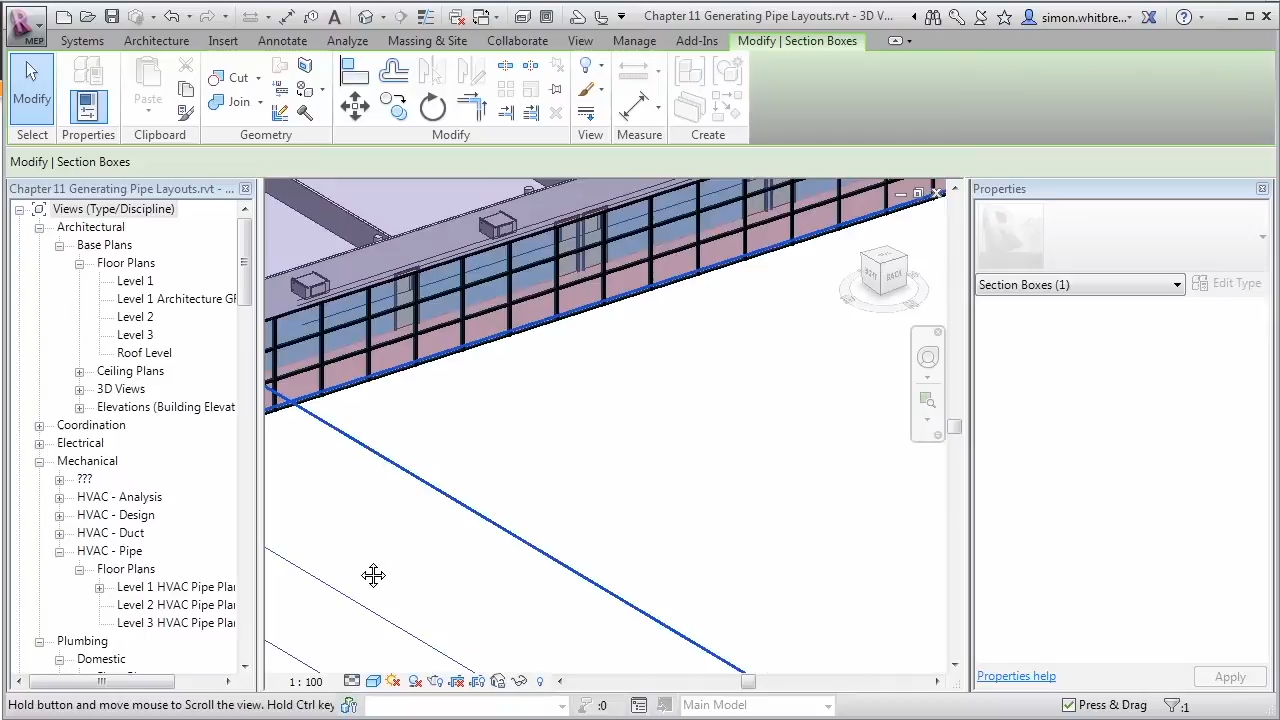 Chapter 11 Generating Pipe Layouts.rvt - 3D V...
simon.whitbre...
MEP
Systems Architecture Insert Annotate Analyze Massing & Site Collaborate View Manage Add-Ins Modify | Section Boxes
Modify Paste Cut
Join
Select Properties Clipboard Geometry Modify View Measure Create
Modify | Section Boxes
Chapter 11 Generating Pipe Layouts.rvt - ...
Views (Type/Discipline)
Architectural
Base Plans
Floor Plans
Level 1
Level 1 Architecture GF
Level 2
Level 3
Roof Level
Ceiling Plans
3D Views
Elevations (Building Elevat
Coordination
Electrical
Mechanical
???
HVAC - Analysis
HVAC - Design
HVAC - Duct
HVAC - Pipe
Floor Plans
Level 1 HVAC Pipe Plan
Level 2 HVAC Pipe Plan
Level 3 HVAC Pipe Plan
Plumbing
Domestic
BACK
1 : 100
Properties
Section Boxes (1)
Edit Type
Properties help
Apply
Hold button and move mouse to Scroll the view. Hold Ctrl key
:0
Main Model
Press & Drag
:1